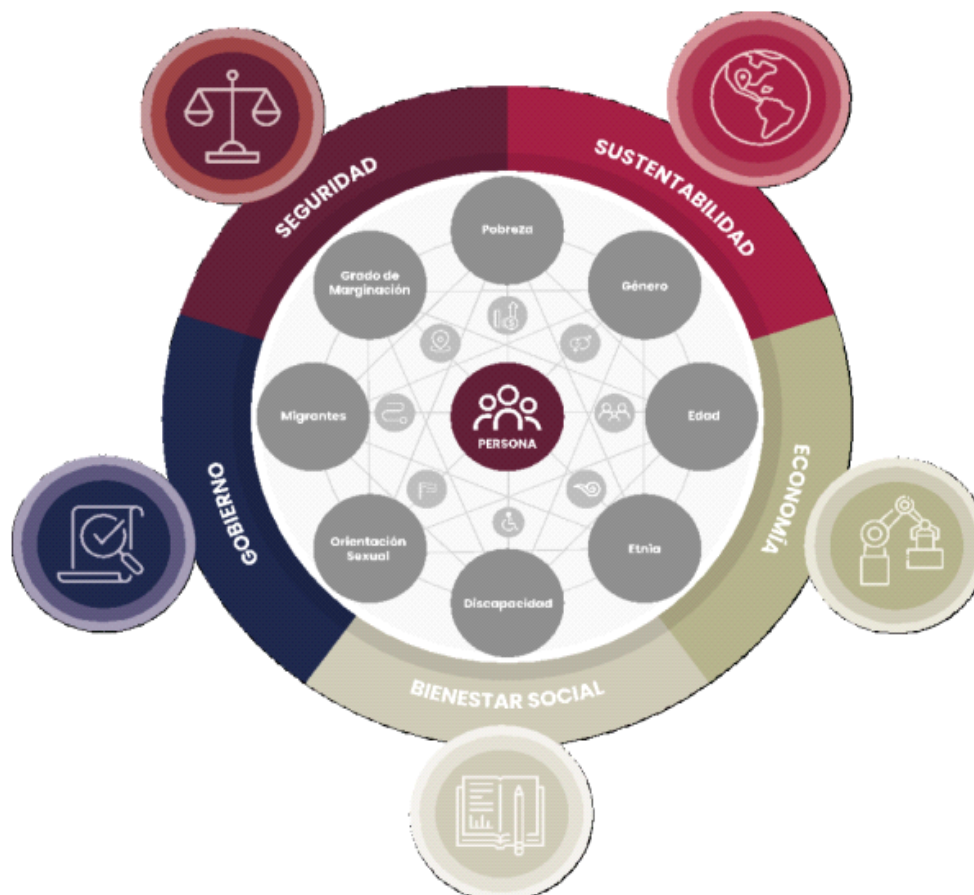 SEGURIDAD
SUSTENTABILIDAD
Pobreza
Grado de
Marginación
Género
Migrantes
PERSONA
Edad
GOBIERNO
ECONOMÍA
Orientación
Sexual
Etnia
Discapacidad
BIENESTAR SOCIAL